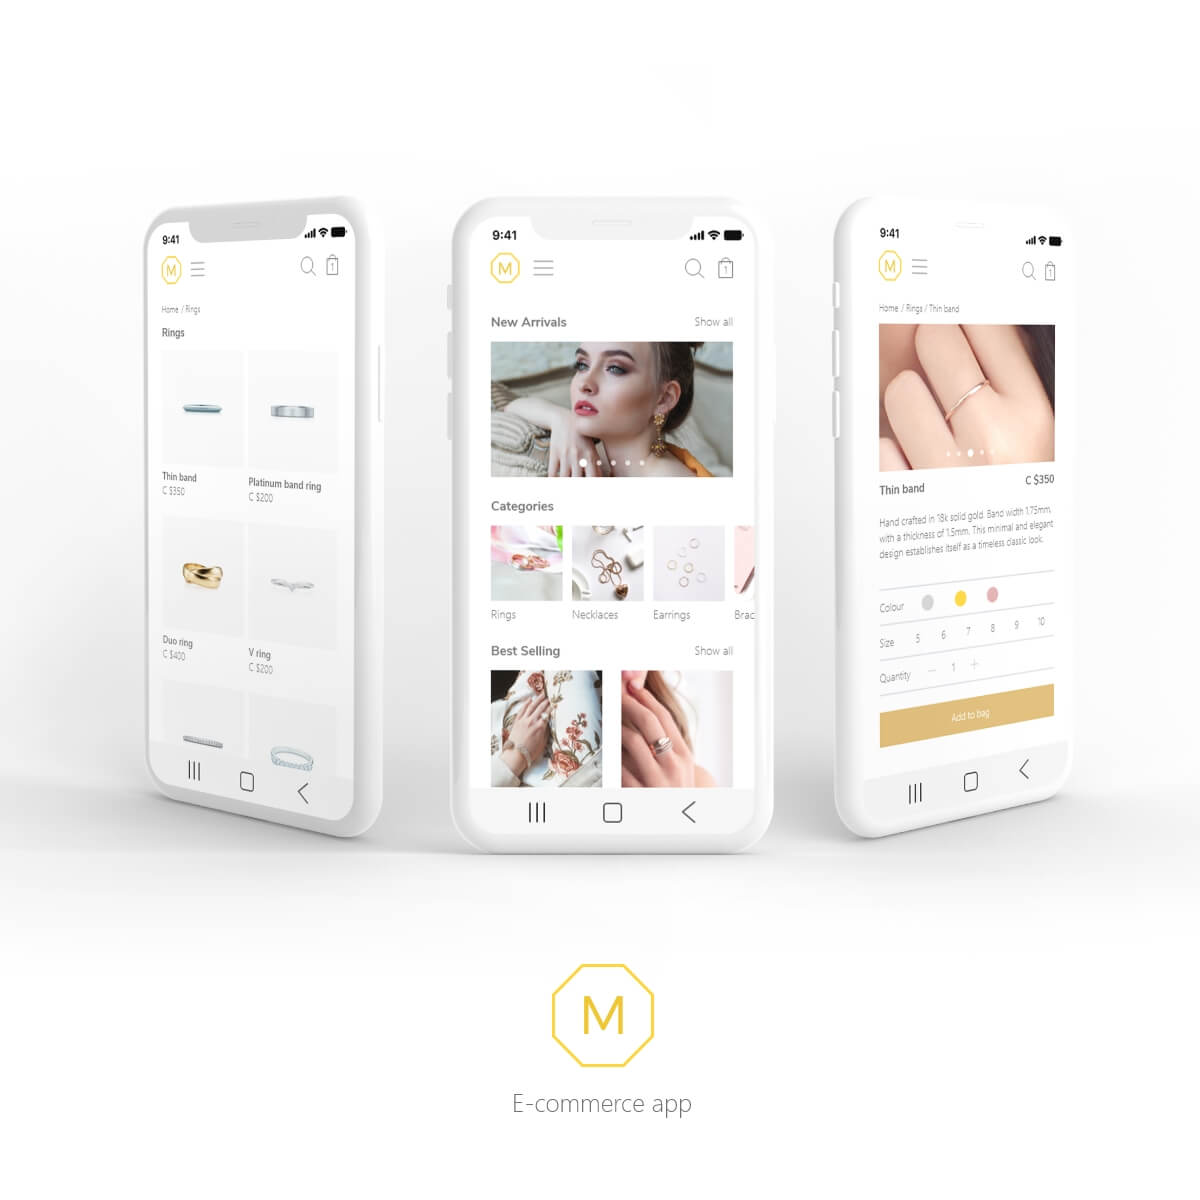 9:41
M
1
Home / Rings
Rings
Thin band
C $350
Platinum band ring
C $200
Duo ring
C $400
V ring
C $200
9:41
M
1
New Arrivals Show all
Categories
Rings Necklaces Earrings Brac
Best Selling Show all
9:41
M
1
Home / Rings / Thin band
Thin band C $350
Hand crafted in 18k solid gold. Band width 1.75mm,
with a thickness of 1.5mm. This minimal and elegant
design establishes itself as a timeless classic look.
Colour
Size 5 6 7 8 9 10
Quantity — 1 +
Add to bag
M
E-commerce app